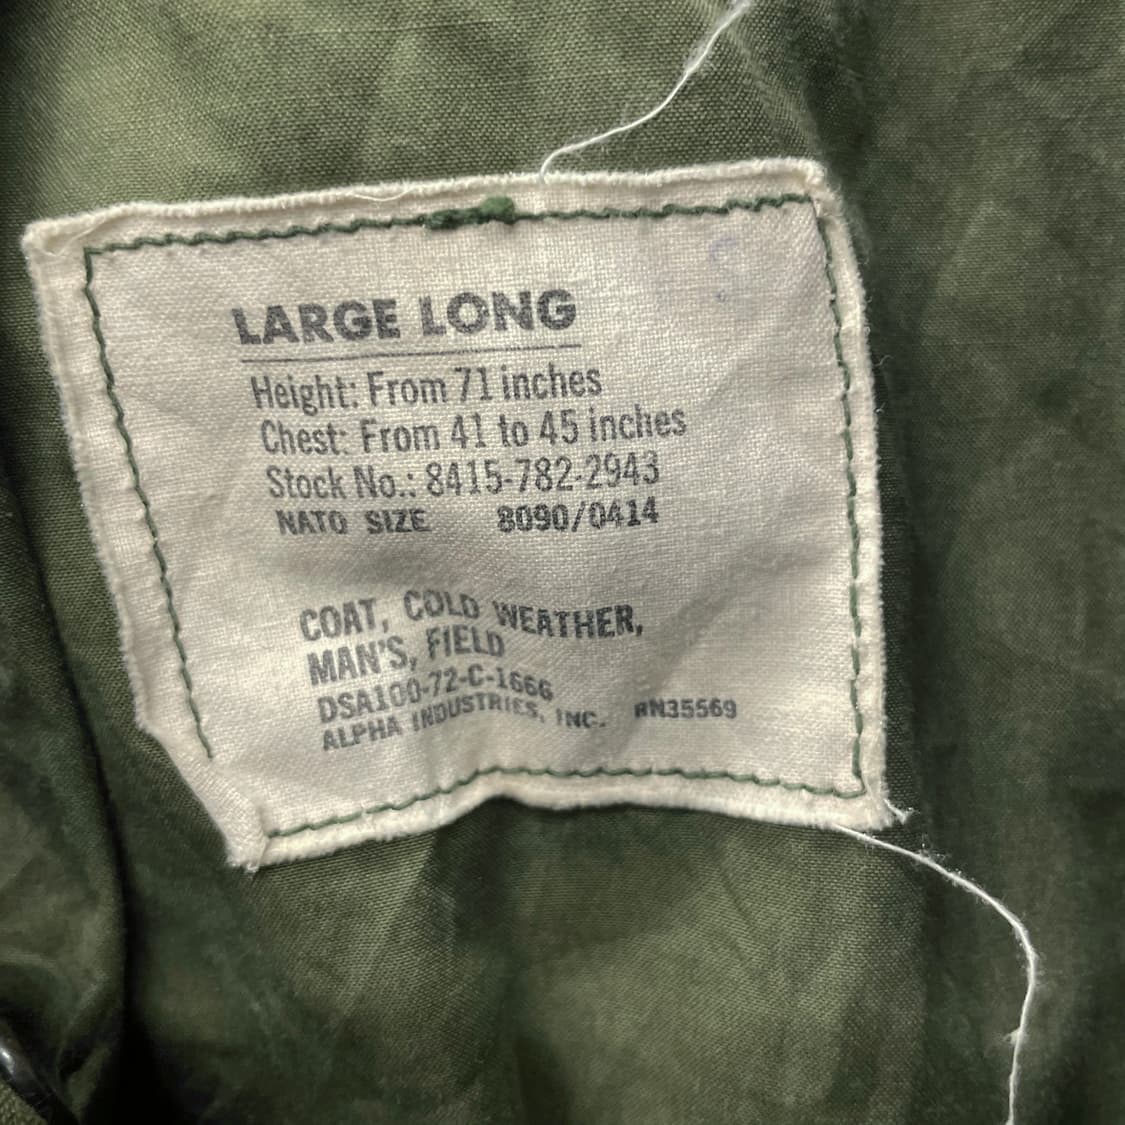 LARGE LONG
Height: From 71 inches
Chest: From 41 to 45 inches
Stock No.: 8415-782-2943
NATO SIZE 8090/0414
COAT, COLD WEATHER,
MAN'S, FIELD
DSA100-72-C-1666
ALPHA INDUSTRIES, INC. RN35569